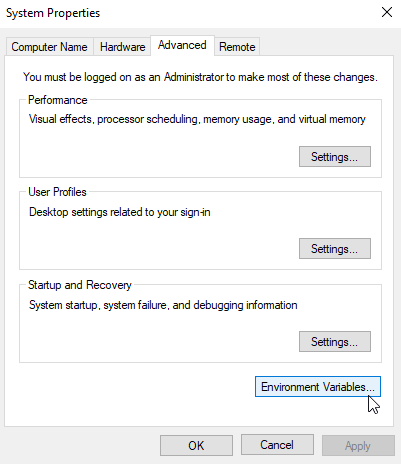 System Properties
Computer Name Hardware Advanced Remote
You must be logged on as an Administrator to make most of these changes.
Performance
Visual effects, processor scheduling, memory usage, and virtual memory
Settings...
User Profiles
Desktop settings related to your sign-in
Settings...
Startup and Recovery
System startup, system failure, and debugging information
Settings...
Environment Variables...
OK Cancel Apply